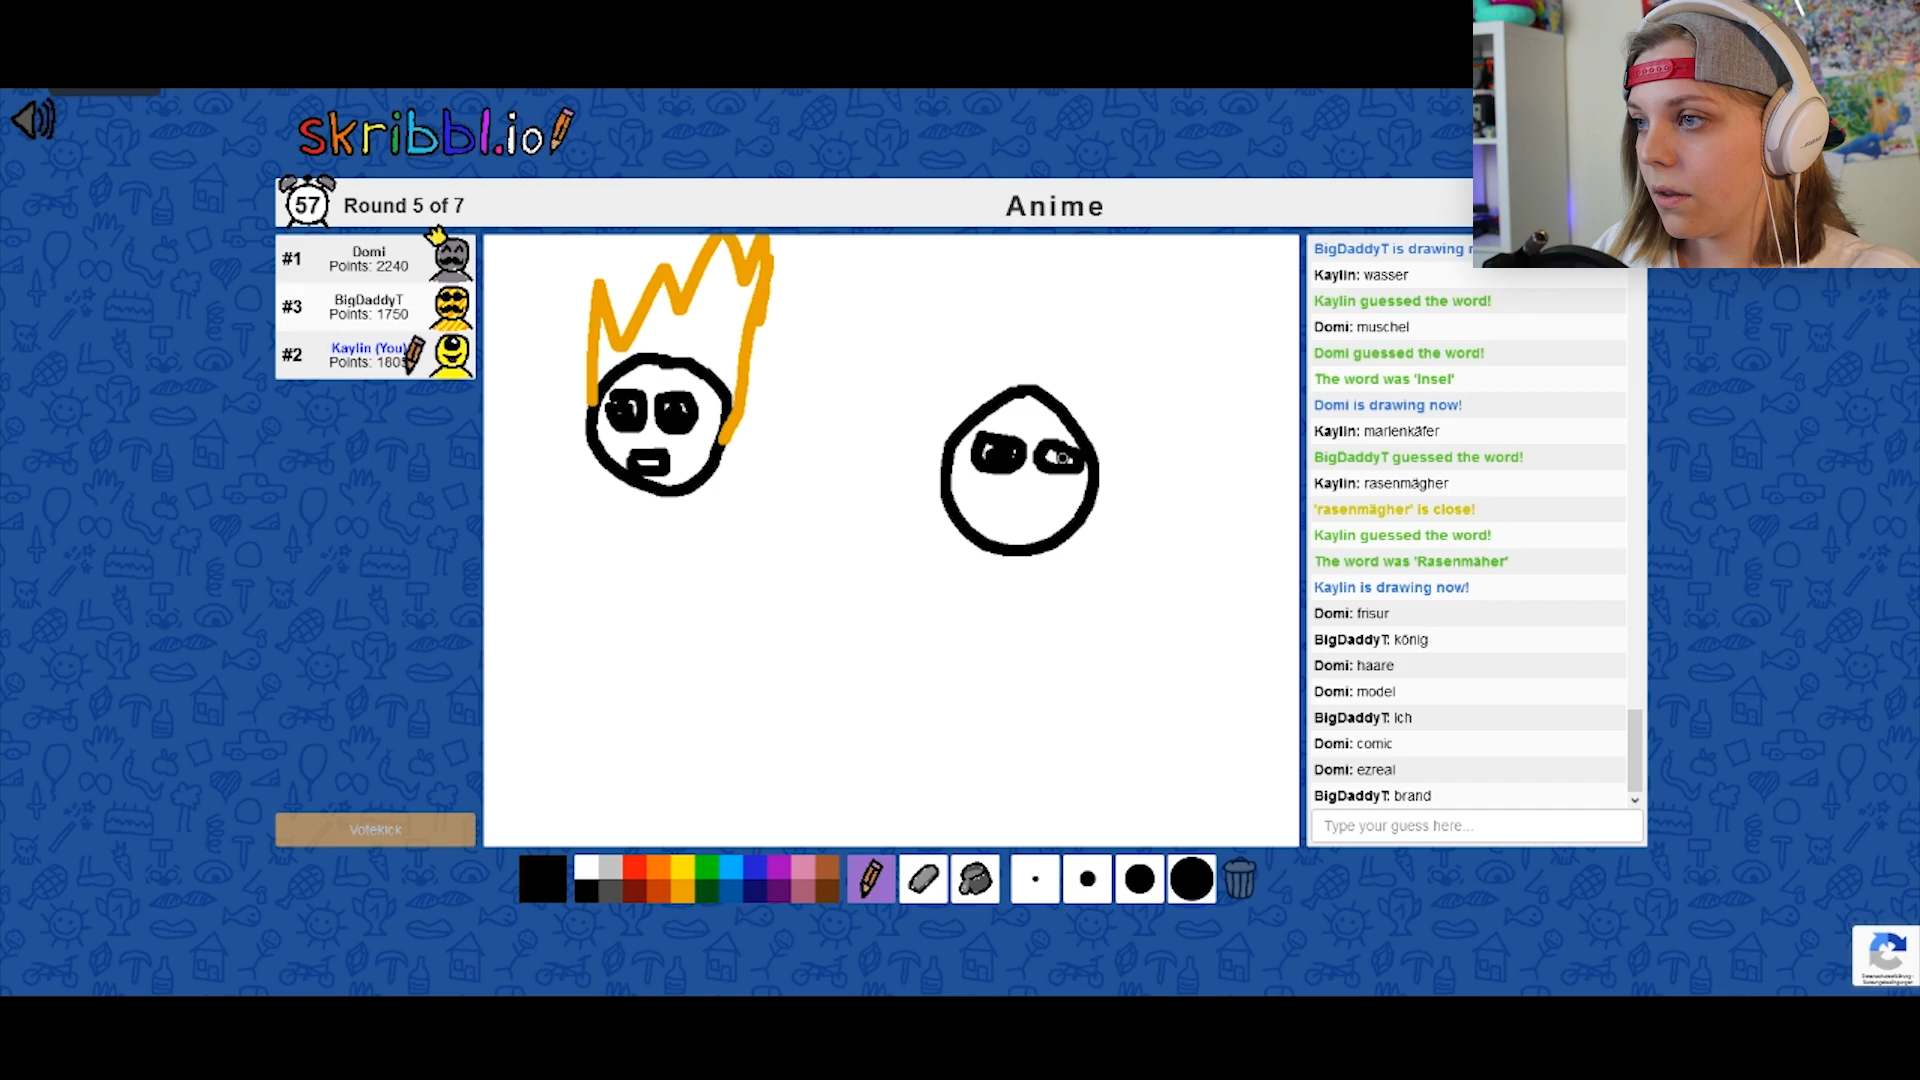 skribbl.io
57
Round 5 of 7
Anime
#1
Domi
Points: 2240
#3
BigDaddyT
Points: 1750
#2
Kaylin (You)
Points: 180
Votekick
BigDaddyT is drawing
Kaylin: wasser
Kaylin guessed the word!
Domi: muschel
Domi guessed the word!
The word was 'Insel'
Domi is drawing now!
Kaylin: marienkäfer
BigDaddyT guessed the word!
Kaylin: rasenmägher
'rasenmägher' is close!
Kaylin guessed the word!
The word was 'Rasenmäher'
Kaylin is drawing now!
Domi: frisur
BigDaddyT: könig
Domi: haare
Domi: model
BigDaddyT: ich
Domi: comic
Domi: ezreal
BigDaddyT: brand
Type your guess here...